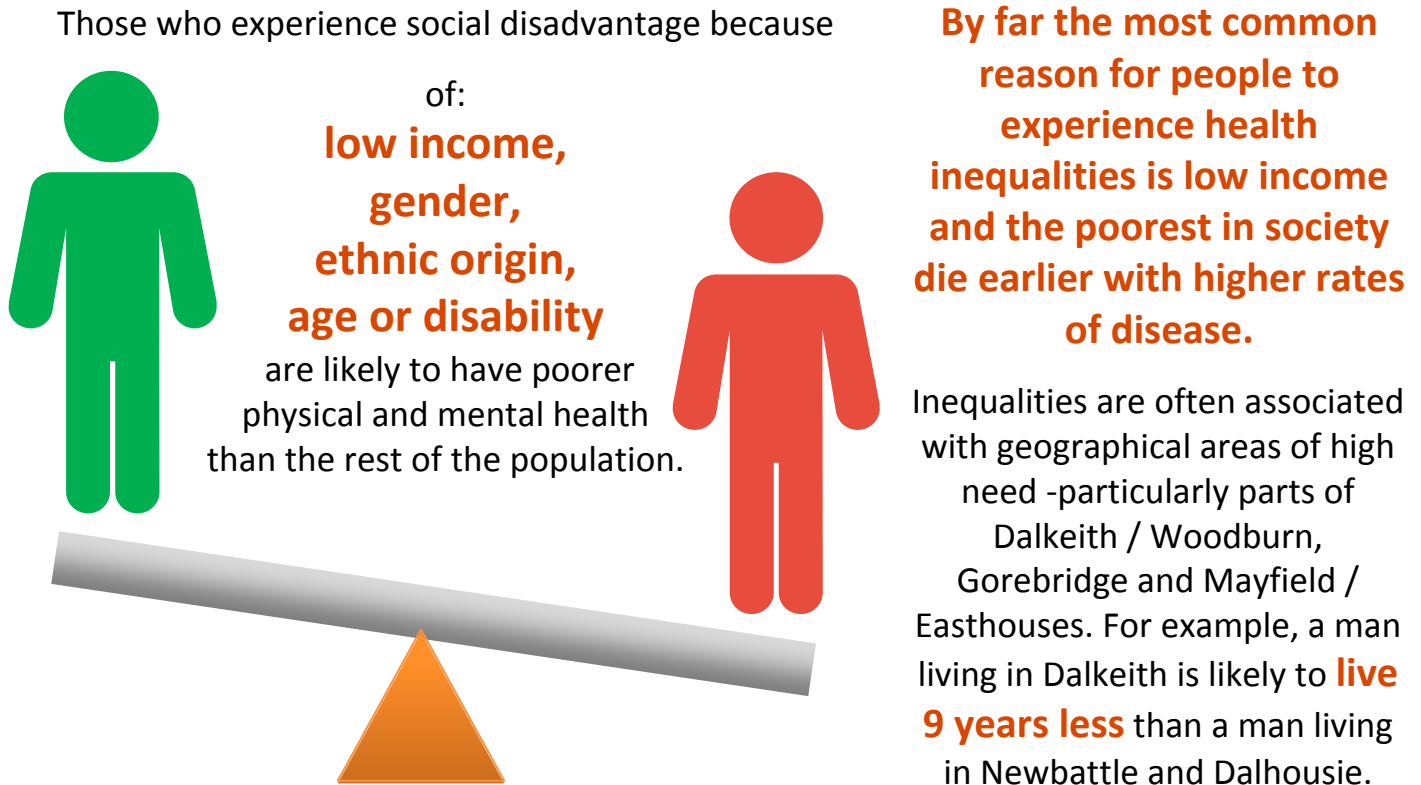 Those who experience social disadvantage because
of:
low income,
gender,
ethnic origin,
age or disability
are likely to have poorer
physical and mental health
than the rest of the population.
By far the most common
reason for people to
experience health
inequalities is low income
and the poorest in society
die earlier with higher rates
of disease.
Inequalities are often associated
with geographical areas of high
need -particularly parts of
Dalkeith / Woodburn,
Gorebridge and Mayfield /
Easthouses. For example, a man
living in Dalkeith is likely to live
9 years less than a man living
in Newbattle and Dalhousie.